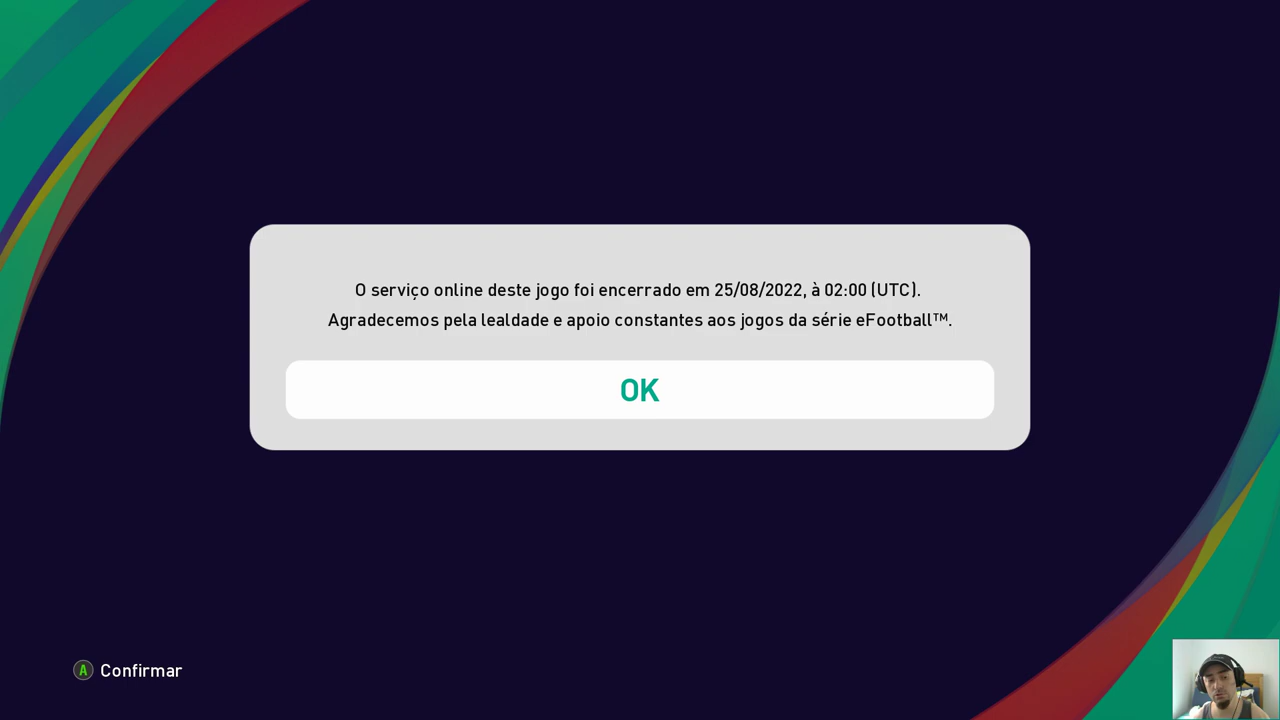 O serviço online deste jogo foi encerrado em 25/08/2022, à 02:00 (UTC).
Agradecemos pela lealdade e apoio constantes aos jogos da série eFootball™.
OK
A Confirmar